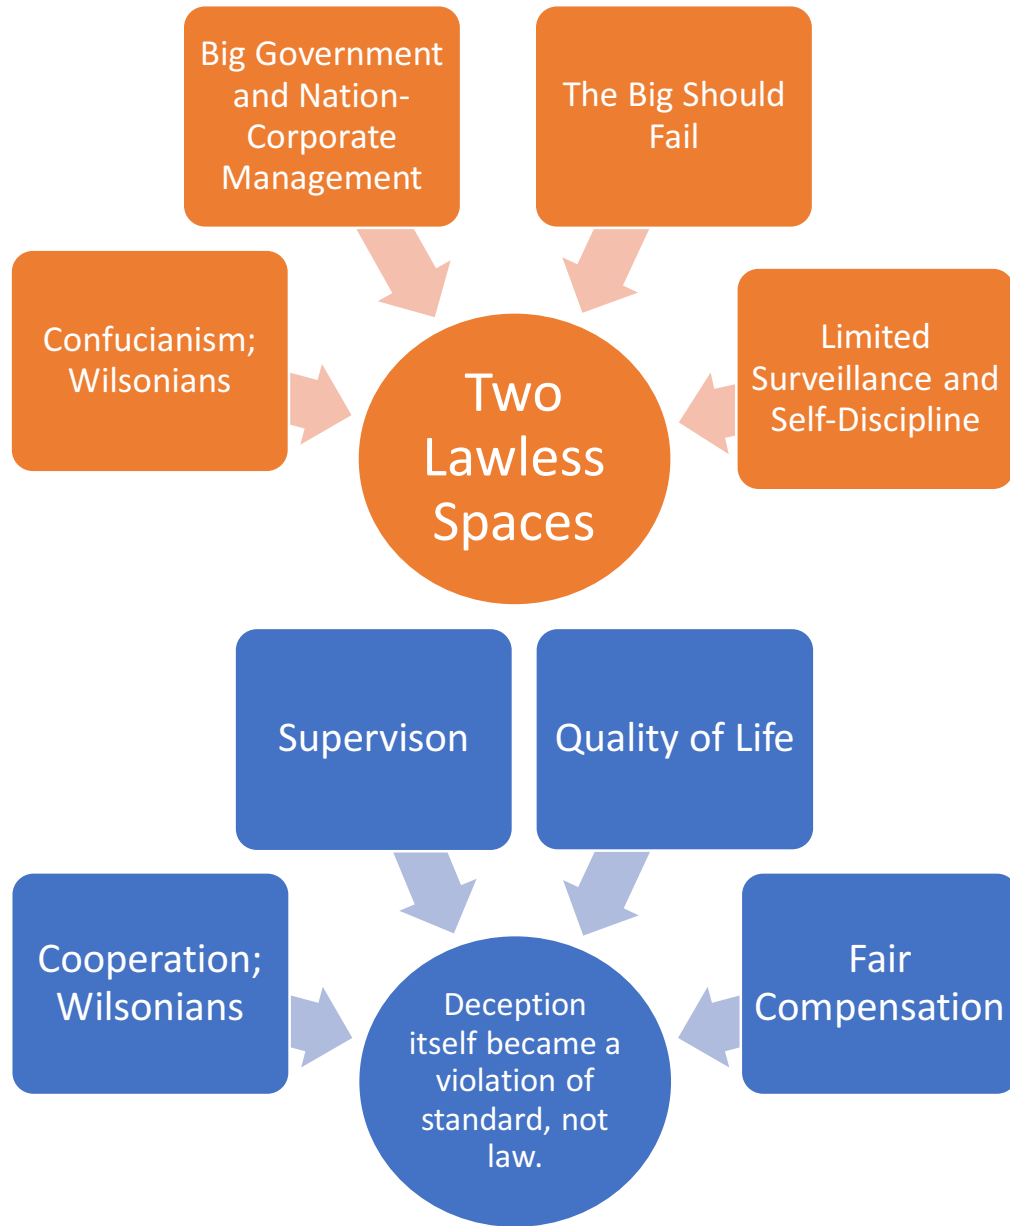 Big Government
and Nation-
Corporate
Management
The Big Should
Fail
Confucianism;
Wilsonians
Limited
Surveillance and
Self-Discipline
Two
Lawless
Spaces
Supervison
Quality of Life
Cooperation;
Wilsonians
Fair
Compensation
Deception
itself became a
violation of
standard, not
law.